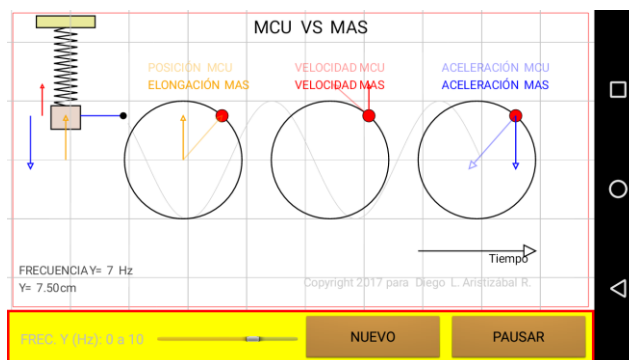 MCU VS MAS
POSICIÓN MCU
ELONGACIÓN MAS
VELOCIDAD MCU
VELOCIDAD MAS
ACELERACIÓN MCU
ACELERACIÓN MAS
Tiempo
FRECUENCIAY= 7 Hz
Y= 7.50cm
Copyright 2017 para Diego L. Aristizábal R.
FREC. Y (Hz): 0 a 10
NUEVO
PAUSAR